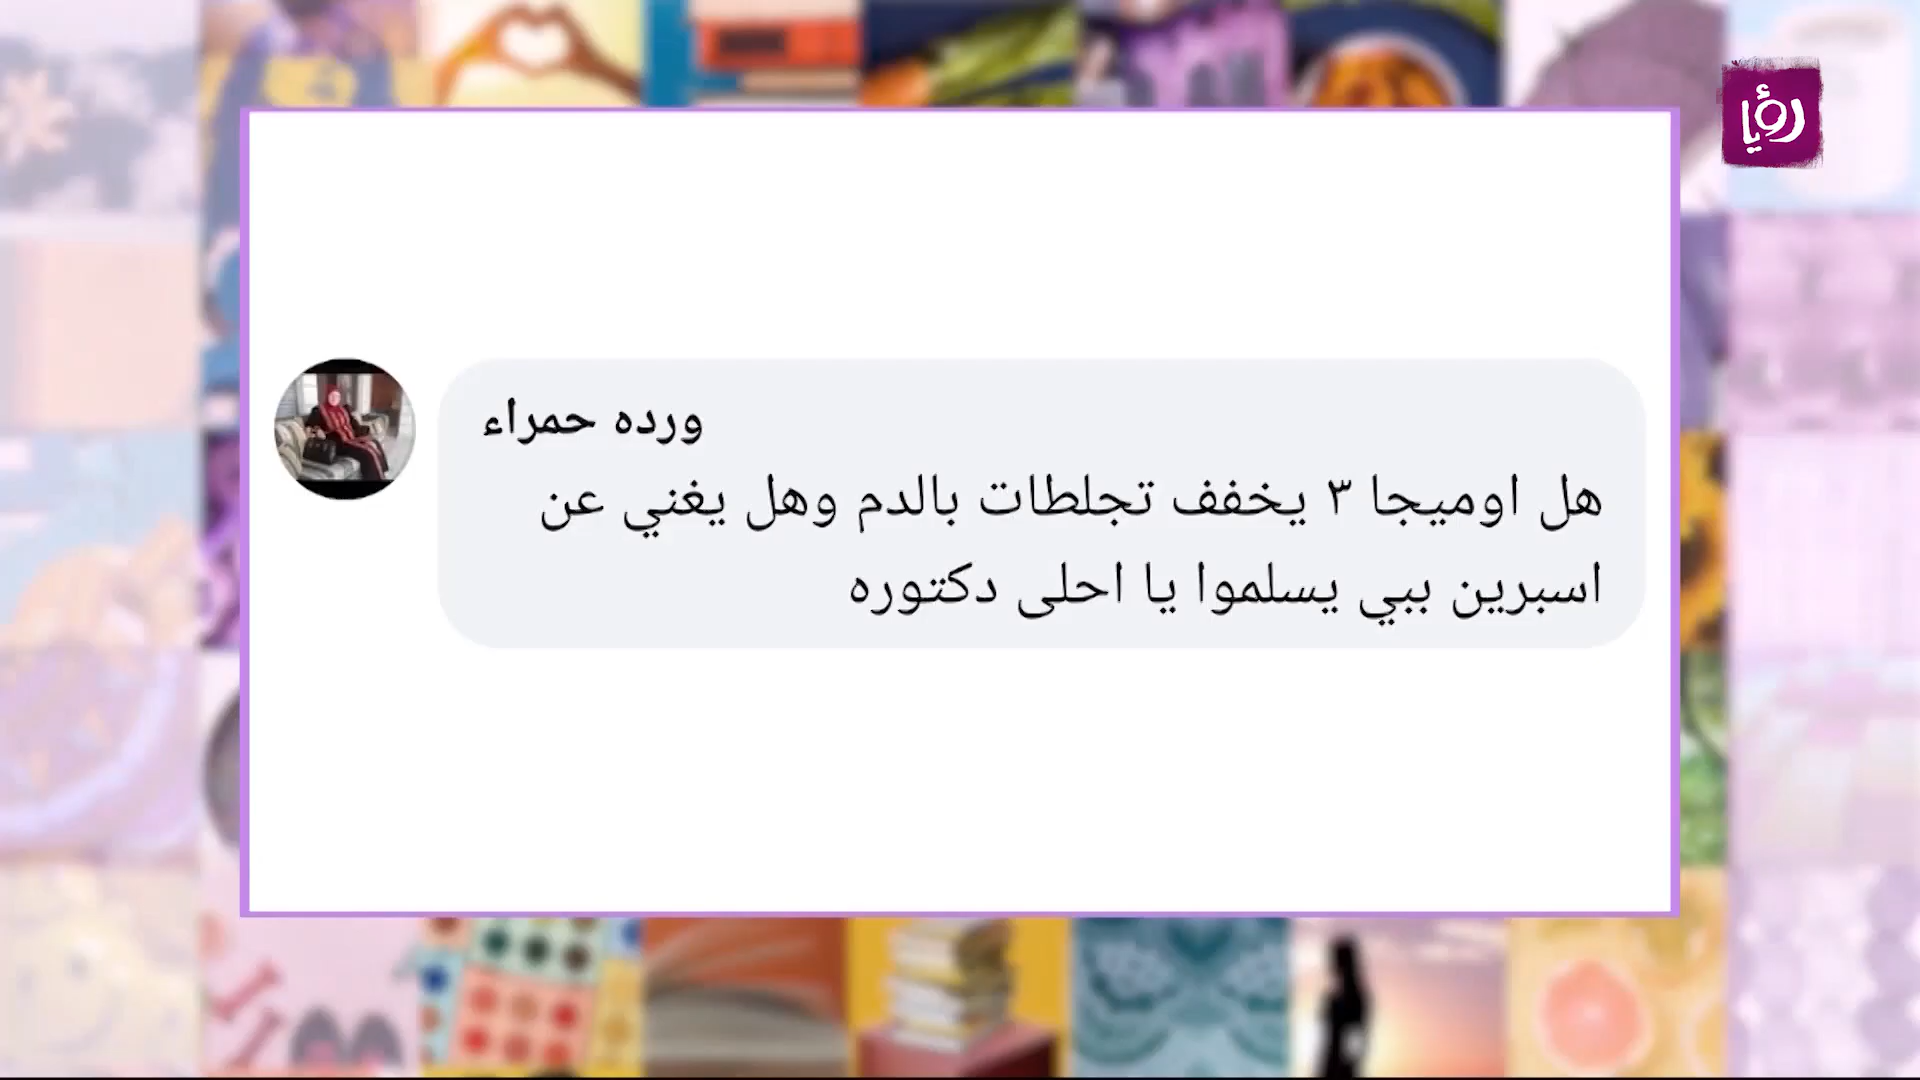 رؤيا
ورده حمراء
هل اوميجا ٣ يخفف تجلطات بالدم وهل يغني عن
اسبرين ببي يسلموا يا احلى دكتوره